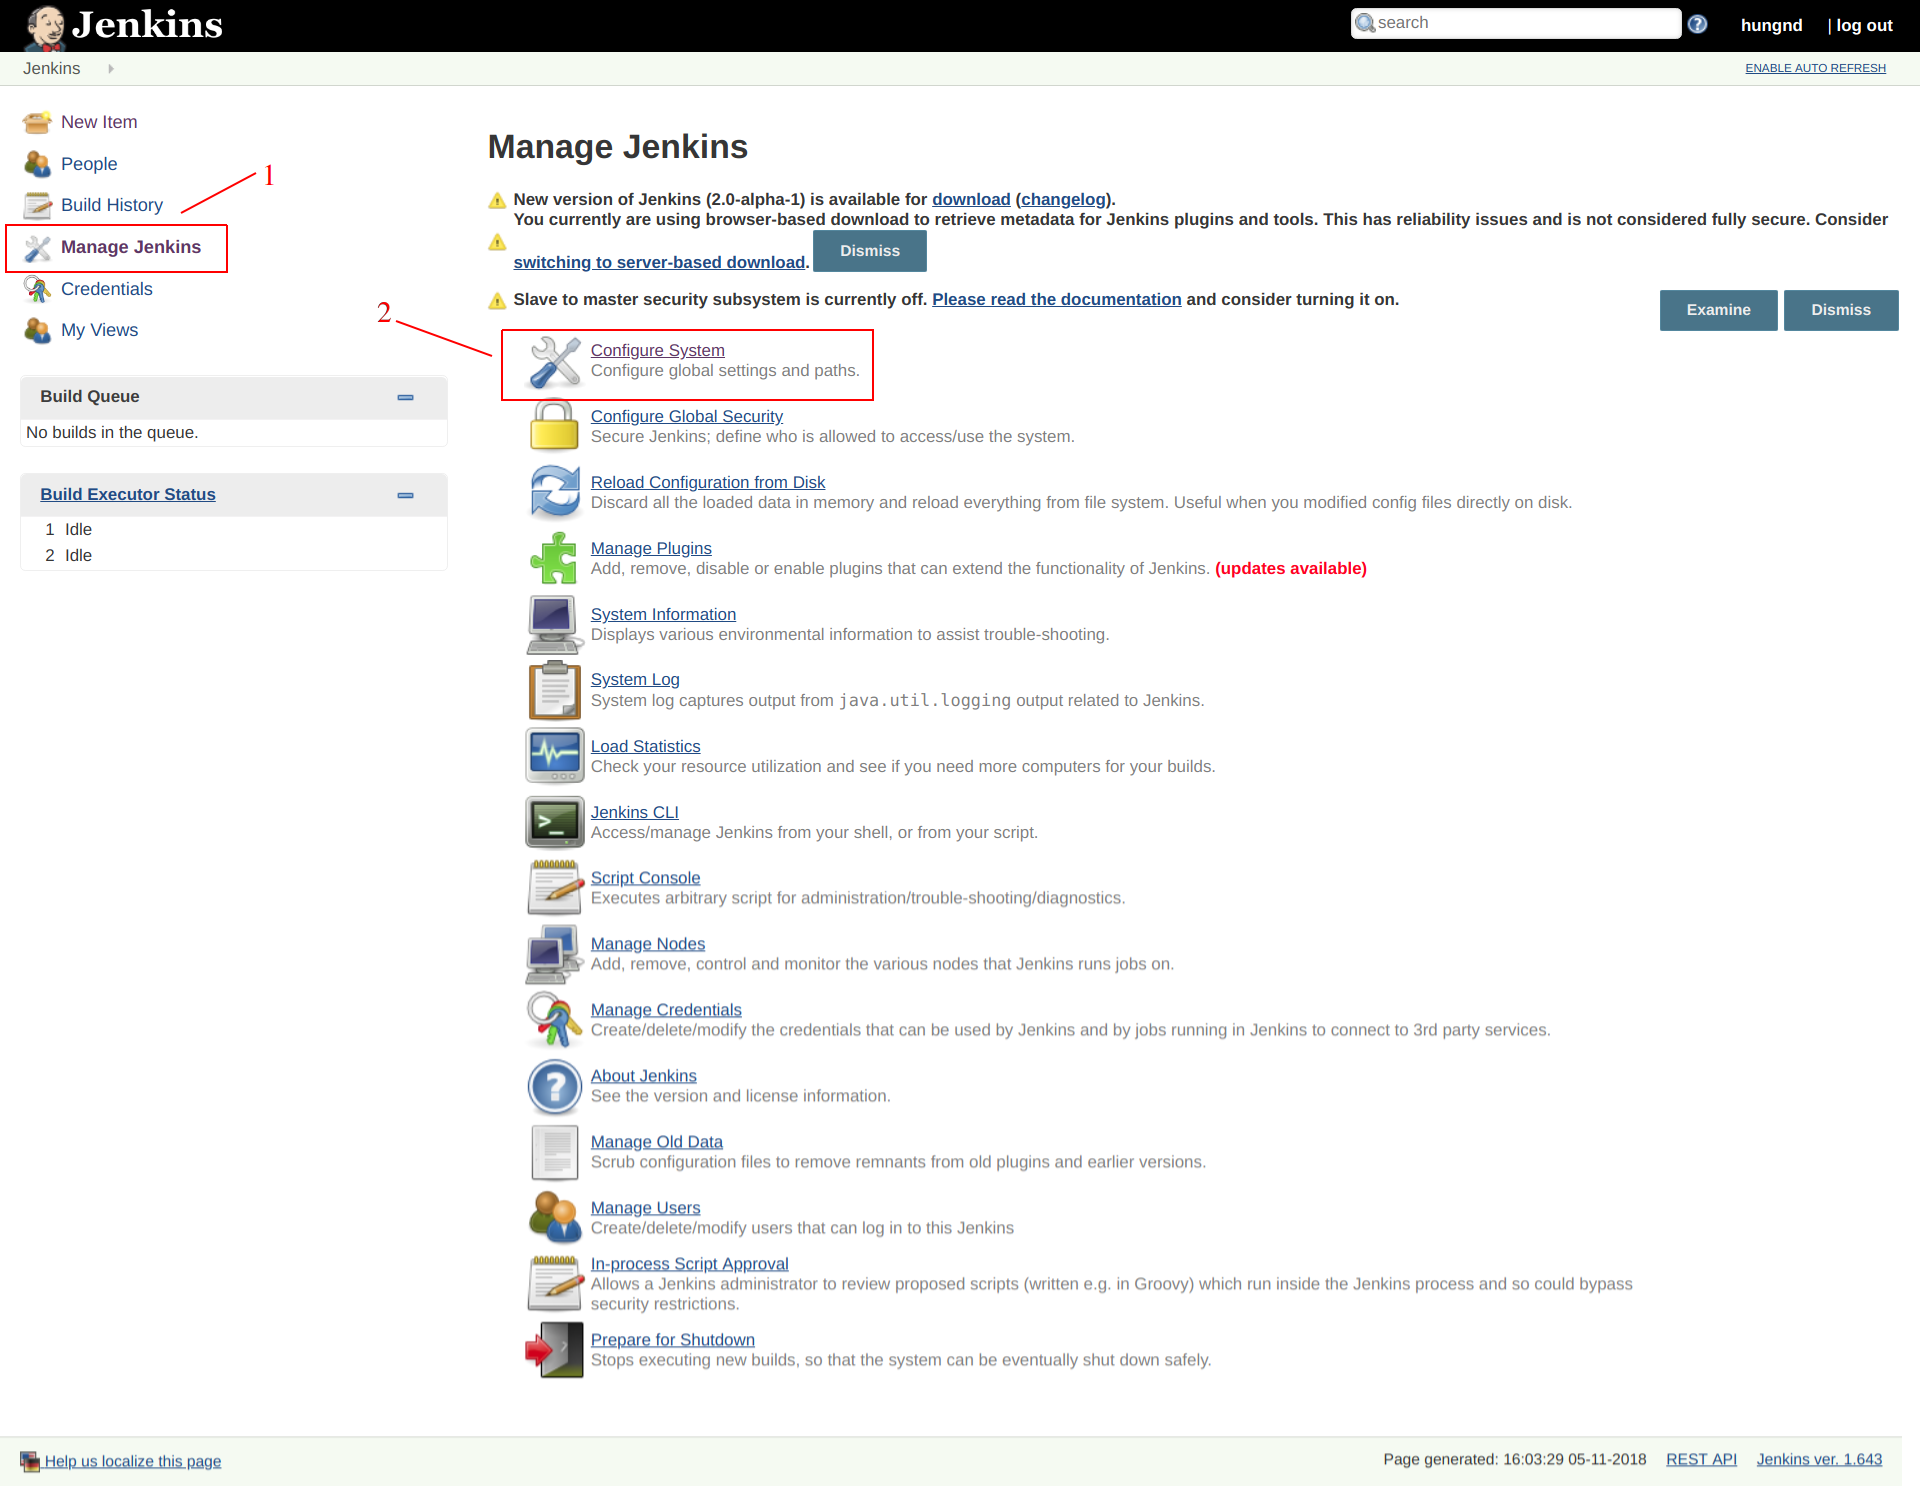 Jenkins
search
hungnd
| log out
Jenkins
ENABLE AUTO REFRESH
New Item
People
Build History
1
Manage Jenkins
Credentials
My Views
Build Queue
No builds in the queue.
Build Executor Status
1 Idle
2 Idle
Manage Jenkins
New version of Jenkins (2.0-alpha-1) is available for download (changelog).
You currently are using browser-based download to retrieve metadata for Jenkins plugins and tools. This has reliability issues and is not considered fully secure. Consider
switching to server-based download. Dismiss
Slave to master security subsystem is currently off. Please read the documentation and consider turning it on.
Examine
Dismiss
2
Configure System
Configure global settings and paths.
Configure Global Security
Secure Jenkins; define who is allowed to access/use the system.
Reload Configuration from Disk
Discard all the loaded data in memory and reload everything from file system. Useful when you modified config files directly on disk.
Manage Plugins
Add, remove, disable or enable plugins that can extend the functionality of Jenkins. (updates available)
System Information
Displays various environmental information to assist trouble-shooting.
System Log
System log captures output from java.util.logging output related to Jenkins.
Load Statistics
Check your resource utilization and see if you need more computers for your builds.
Jenkins CLI
Access/manage Jenkins from your shell, or from your script.
Script Console
Executes arbitrary script for administration/trouble-shooting/diagnostics.
Manage Nodes
Add, remove, control and monitor the various nodes that Jenkins runs jobs on.
Manage Credentials
Create/delete/modify the credentials that can be used by Jenkins and by jobs running in Jenkins to connect to 3rd party services.
About Jenkins
See the version and license information.
Manage Old Data
Scrub configuration files to remove remnants from old plugins and earlier versions.
Manage Users
Create/delete/modify users that can log in to this Jenkins
In-process Script Approval
Allows a Jenkins administrator to review proposed scripts (written e.g. in Groovy) which run inside the Jenkins process and so could bypass
security restrictions.
Prepare for Shutdown
Stops executing new builds, so that the system can be eventually shut down safely.
Help us localize this page
Page generated: 16:03:29 05-11-2018
REST API
Jenkins ver. 1.643